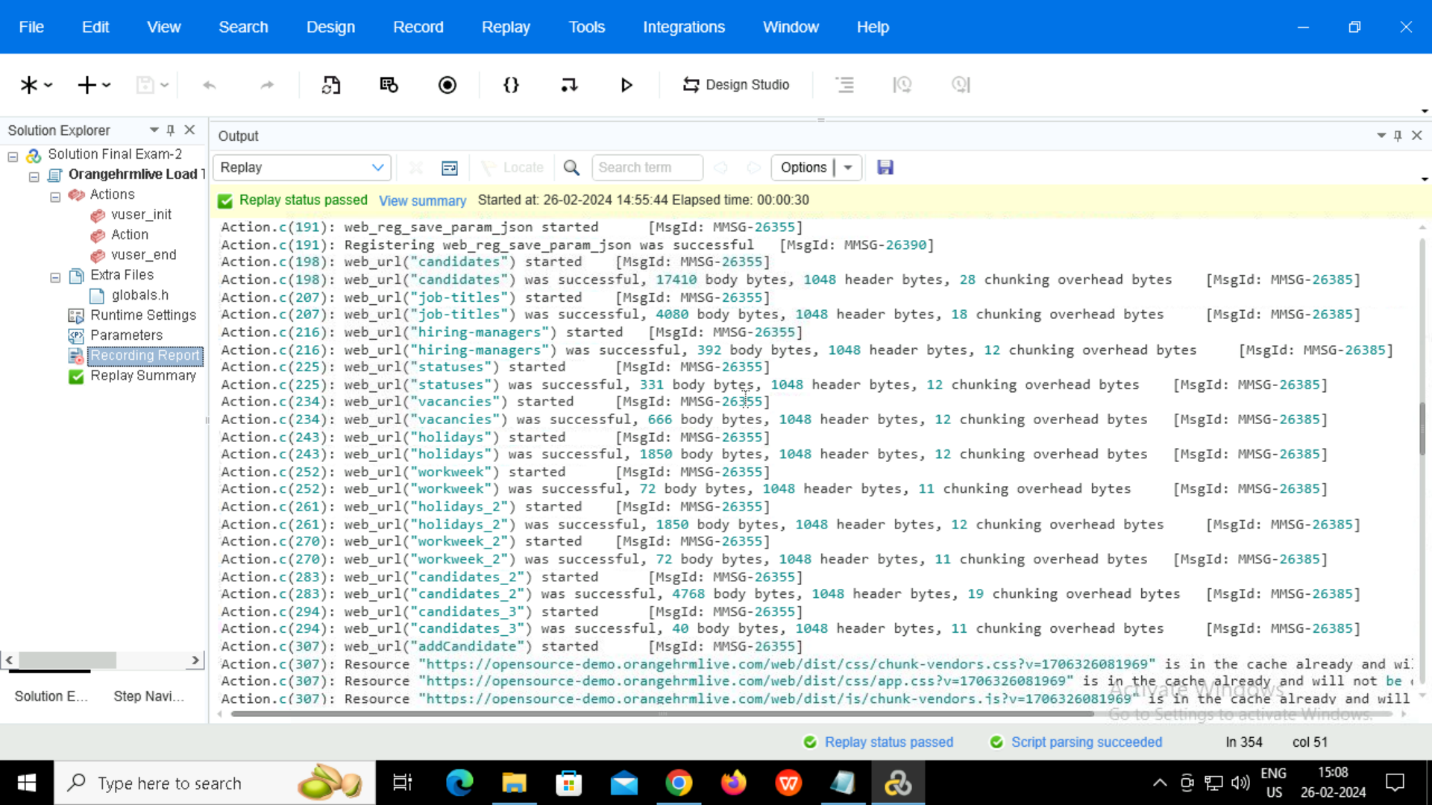 File Edit View Search Design Record Replay Tools Integrations Window Help
Design Studio
Solution Explorer
Output
Solution Final Exam-2
Replay
Locate
Search term
Options
Orangehrmlive Load
Actions
vuser_init
Action
vuser_end
Extra Files
globals.h
Runtime Settings
Parameters
Recording Report
Replay Summary
Solution E...
Step Navi...
Replay status passed View summary Started at: 26-02-2024 14:55:44 Elapsed time: 00:00:30
Action.c(191): web_reg_save_param_json started [MsgId: MMSG-26355]
Action.c(191): Registering web_reg_save_param_json was successful [MsgId: MMSG-26390]
Action.c(198): web_url("candidates") started [MsgId: MMSG-26355]
Action.c(198): web_url("candidates") was successful, 17410 body bytes, 1048 header bytes, 28 chunking overhead bytes [MsgId: MMSG-26385]
Action.c(207): web_url("job-titles") started [MsgId: MMSG-26355]
Action.c(207): web_url("job-titles") was successful, 4080 body bytes, 1048 header bytes, 18 chunking overhead bytes [MsgId: MMSG-26385]
Action.c(216): web_url("hiring-managers") started [MsgId: MMSG-26355]
Action.c(216): web_url("hiring-managers") was successful, 392 body bytes, 1048 header bytes, 12 chunking overhead bytes [MsgId: MMSG-26385]
Action.c(225): web_url("statuses") started [MsgId: MMSG-26355]
Action.c(225): web_url("statuses") was successful, 331 body bytes, 1048 header bytes, 12 chunking overhead bytes [MsgId: MMSG-26385]
Action.c(234): web_url("vacancies") started [MsgId: MMSG-26355]
Action.c(234): web_url("vacancies") was successful, 666 body bytes, 1048 header bytes, 12 chunking overhead bytes [MsgId: MMSG-26385]
Action.c(243): web_url("holidays") started [MsgId: MMSG-26355]
Action.c(243): web_url("holidays") was successful, 1850 body bytes, 1048 header bytes, 12 chunking overhead bytes [MsgId: MMSG-26385]
Action.c(252): web_url("workweek") started [MsgId: MMSG-26355]
Action.c(252): web_url("workweek") was successful, 72 body bytes, 1048 header bytes, 11 chunking overhead bytes [MsgId: MMSG-26385]
Action.c(261): web_url("holidays_2") started [MsgId: MMSG-26355]
Action.c(261): web_url("holidays_2") was successful, 1850 body bytes, 1048 header bytes, 12 chunking overhead bytes [MsgId: MMSG-26385]
Action.c(270): web_url("workweek_2") started [MsgId: MMSG-26355]
Action.c(270): web_url("workweek_2") was successful, 72 body bytes, 1048 header bytes, 11 chunking overhead bytes [MsgId: MMSG-26385]
Action.c(283): web_url("candidates_2") started [MsgId: MMSG-26355]
Action.c(283): web_url("candidates_2") was successful, 4768 body bytes, 1048 header bytes, 19 chunking overhead bytes [MsgId: MMSG-26385]
Action.c(294): web_url("candidates_3") started [MsgId: MMSG-26355]
Action.c(294): web_url("candidates_3") was successful, 40 body bytes, 1048 header bytes, 11 chunking overhead bytes [MsgId: MMSG-26385]
Action.c(307): web_url("addCandidate") started [MsgId: MMSG-26355]
Action.c(307): Resource "https://opensource-demo.orangehrmlive.com/web/dist/css/chunk-vendors.css?v=1706326081969" is in the cache already and wi
Action.c(307): Resource "https://opensource-demo.orangehrmlive.com/web/dist/css/app.css?v=1706326081969" is in the cache already and will not be
Action.c(307): Resource "https://opensource-demo.orangehrmlive.com/web/dist/js/chunk-vendors.js?v=1706326081969" is in the cache already and will
Activate Windows
Go to Settings to activate Windows.
Replay status passed Script parsing succeeded ln 354 col 51
Type here to search
ENG
US
15:08
26-02-2024